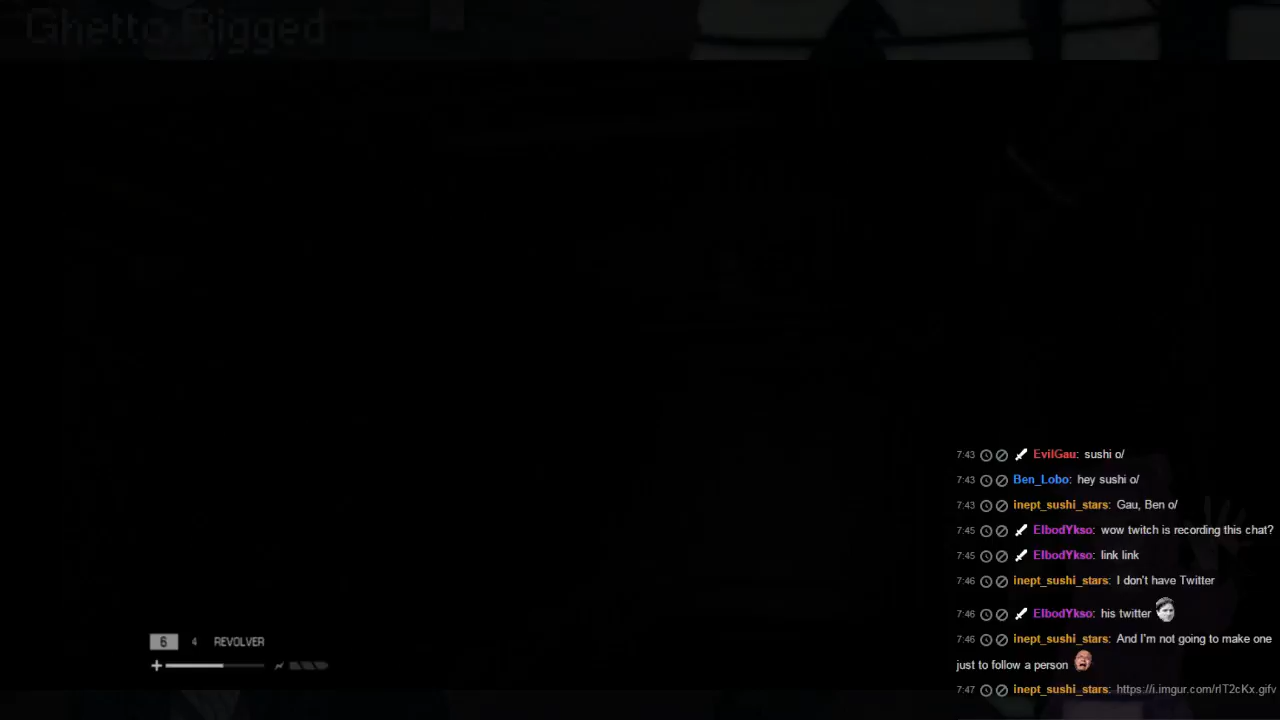 Ghetto Rigged
7:43 EvilGau: sushi o/
7:43 Ben_Lobo: hey sushi o/
7:43 inept_sushi_stars: Gau, Ben o/
7:45 ElbodYkso: wow twitch is recording this chat?
7:45 ElbodYkso: link link
7:46 inept_sushi_stars: I don't have Twitter
7:46 ElbodYkso: his twitter
7:46 inept_sushi_stars: And I'm not going to make one
just to follow a person
7:47 inept_sushi_stars: https://i.imgur.com/rIT2cKx.gifv
6 4 REVOLVER